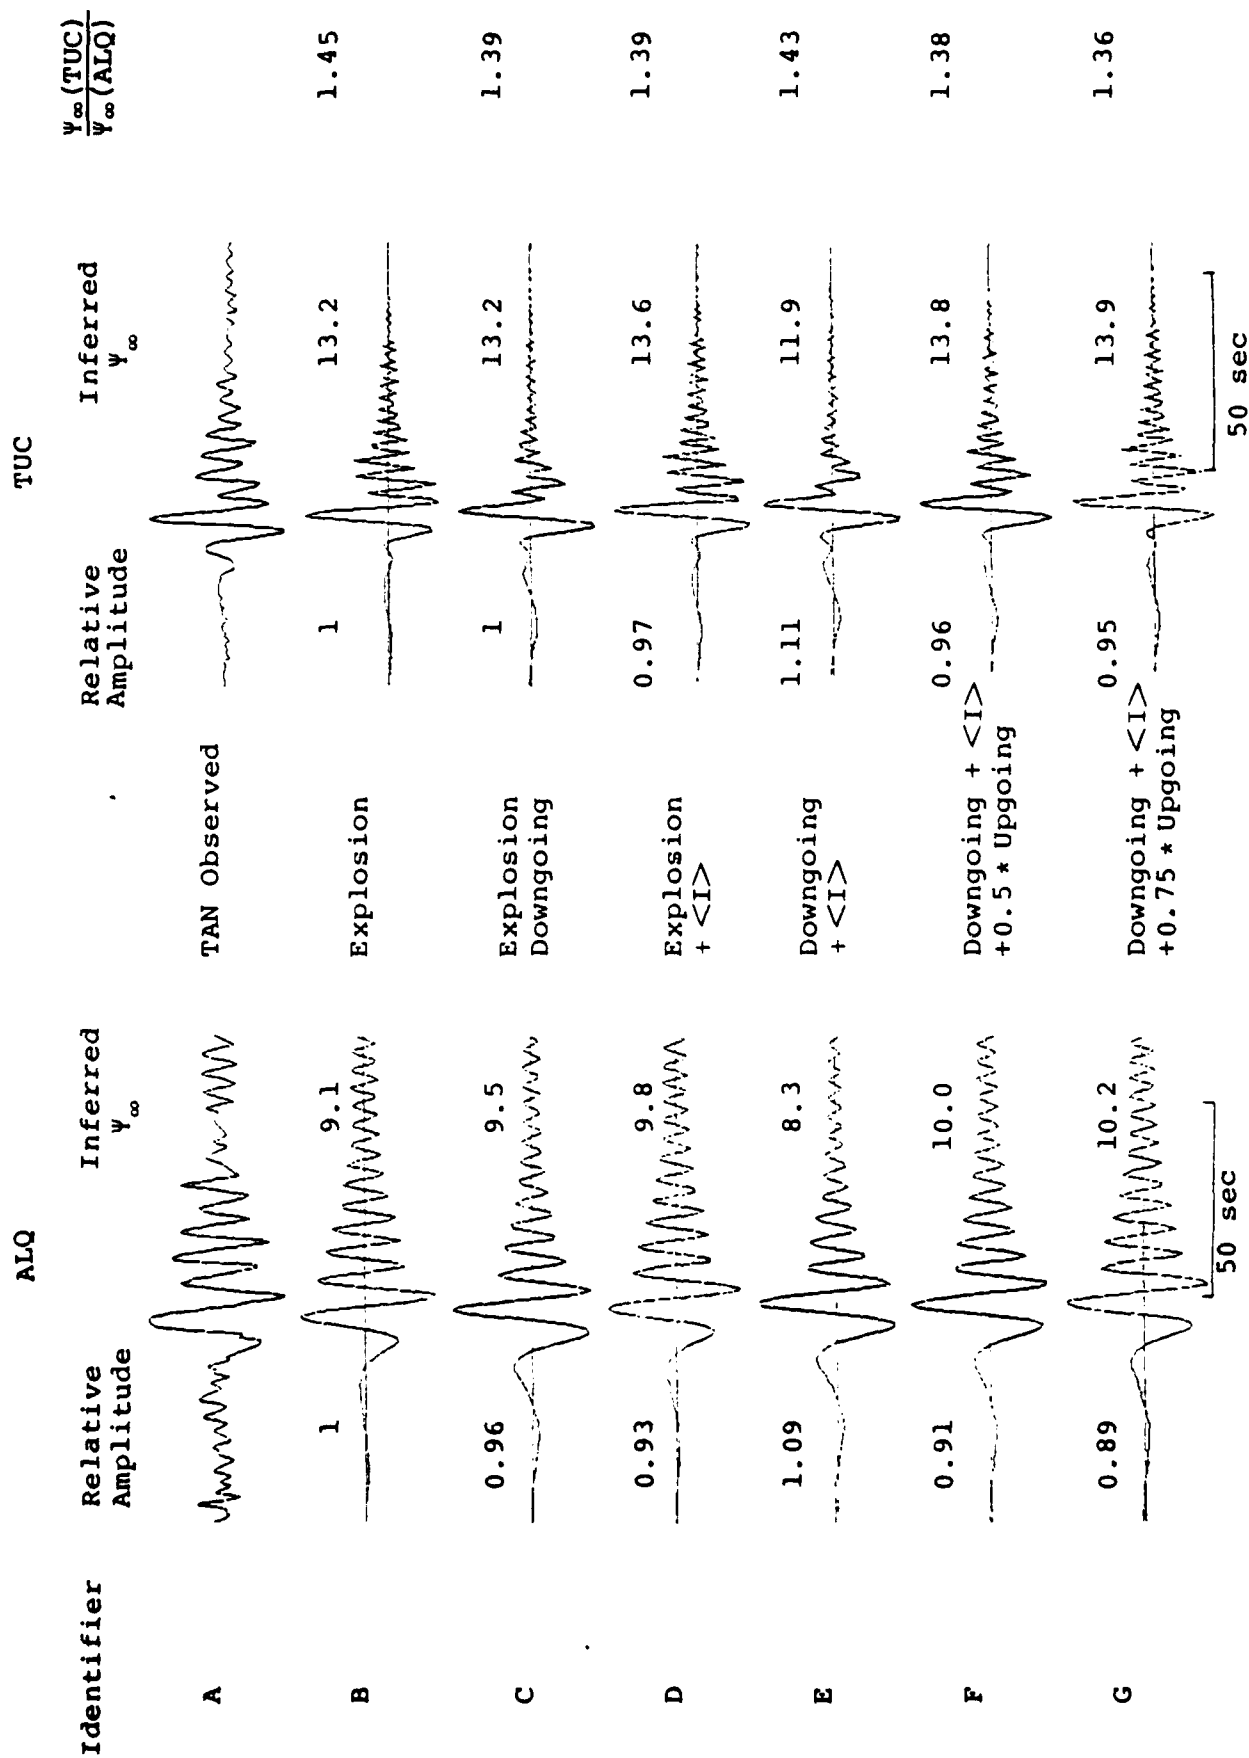 ALQ
TUC
Identifier
Relative
Amplitude
Inferred
Ψ∞
Relative
Amplitude
Inferred
Ψ∞
Ψ∞(TUC)
Ψ∞(ALQ)
A
TAN Observed
B
1
9.1
Explosion
1
13.2
1.45
C
0.96
9.5
Explosion
Downgoing
1
13.2
1.39
D
0.93
9.8
Explosion
+ <I>
0.97
13.6
1.39
E
1.09
8.3
Downgoing
+ <I>
1.11
11.9
1.43
F
0.91
10.0
Downgoing + <I>
+0.5 * Upgoing
0.96
13.8
1.38
G
0.89
10.2
Downgoing + <I>
+0.75 * Upgoing
0.95
13.9
1.36
50 sec
50 sec